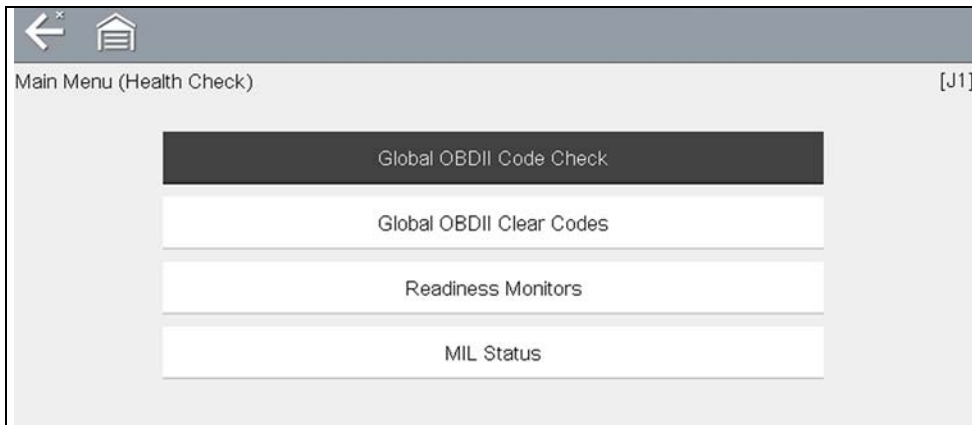 Main Menu (Health Check) [J1]
Global OBDII Code Check
Global OBDII Clear Codes
Readiness Monitors
MIL Status